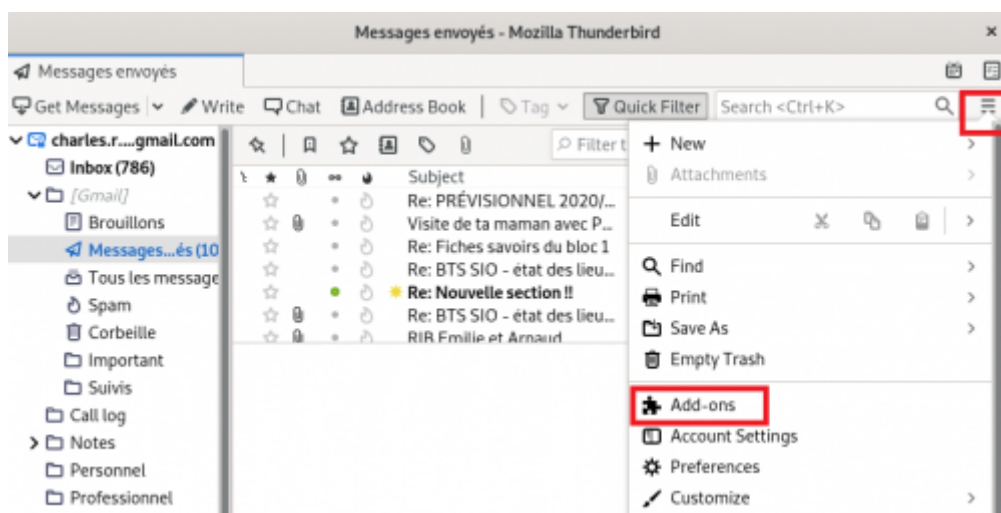 Messages envoyés - Mozilla Thunderbird
Messages envoyés
Get Messages Write Chat Address Book Tag Quick Filter Search <Ctrl+K>
charles.r....gmail.com
Inbox (786)
[Gmail]
Brouillons
Messages...és (10
Tous les message
Spam
Corbeille
Important
Suivis
Call log
Notes
Personnel
Professionnel
Filter t
Subject
Re: PRÉVISIONNEL 2020/...
Visite de ta maman avec P...
Re: Fiches savoirs du bloc 1
Re: BTS SIO - état des lieu...
Re: Nouvelle section !!
Re: BTS SIO - état des lieu...
RIB Emilie et Arnaud
New
Attachments
Edit
Find
Print
Save As
Empty Trash
Add-ons
Account Settings
Preferences
Customize